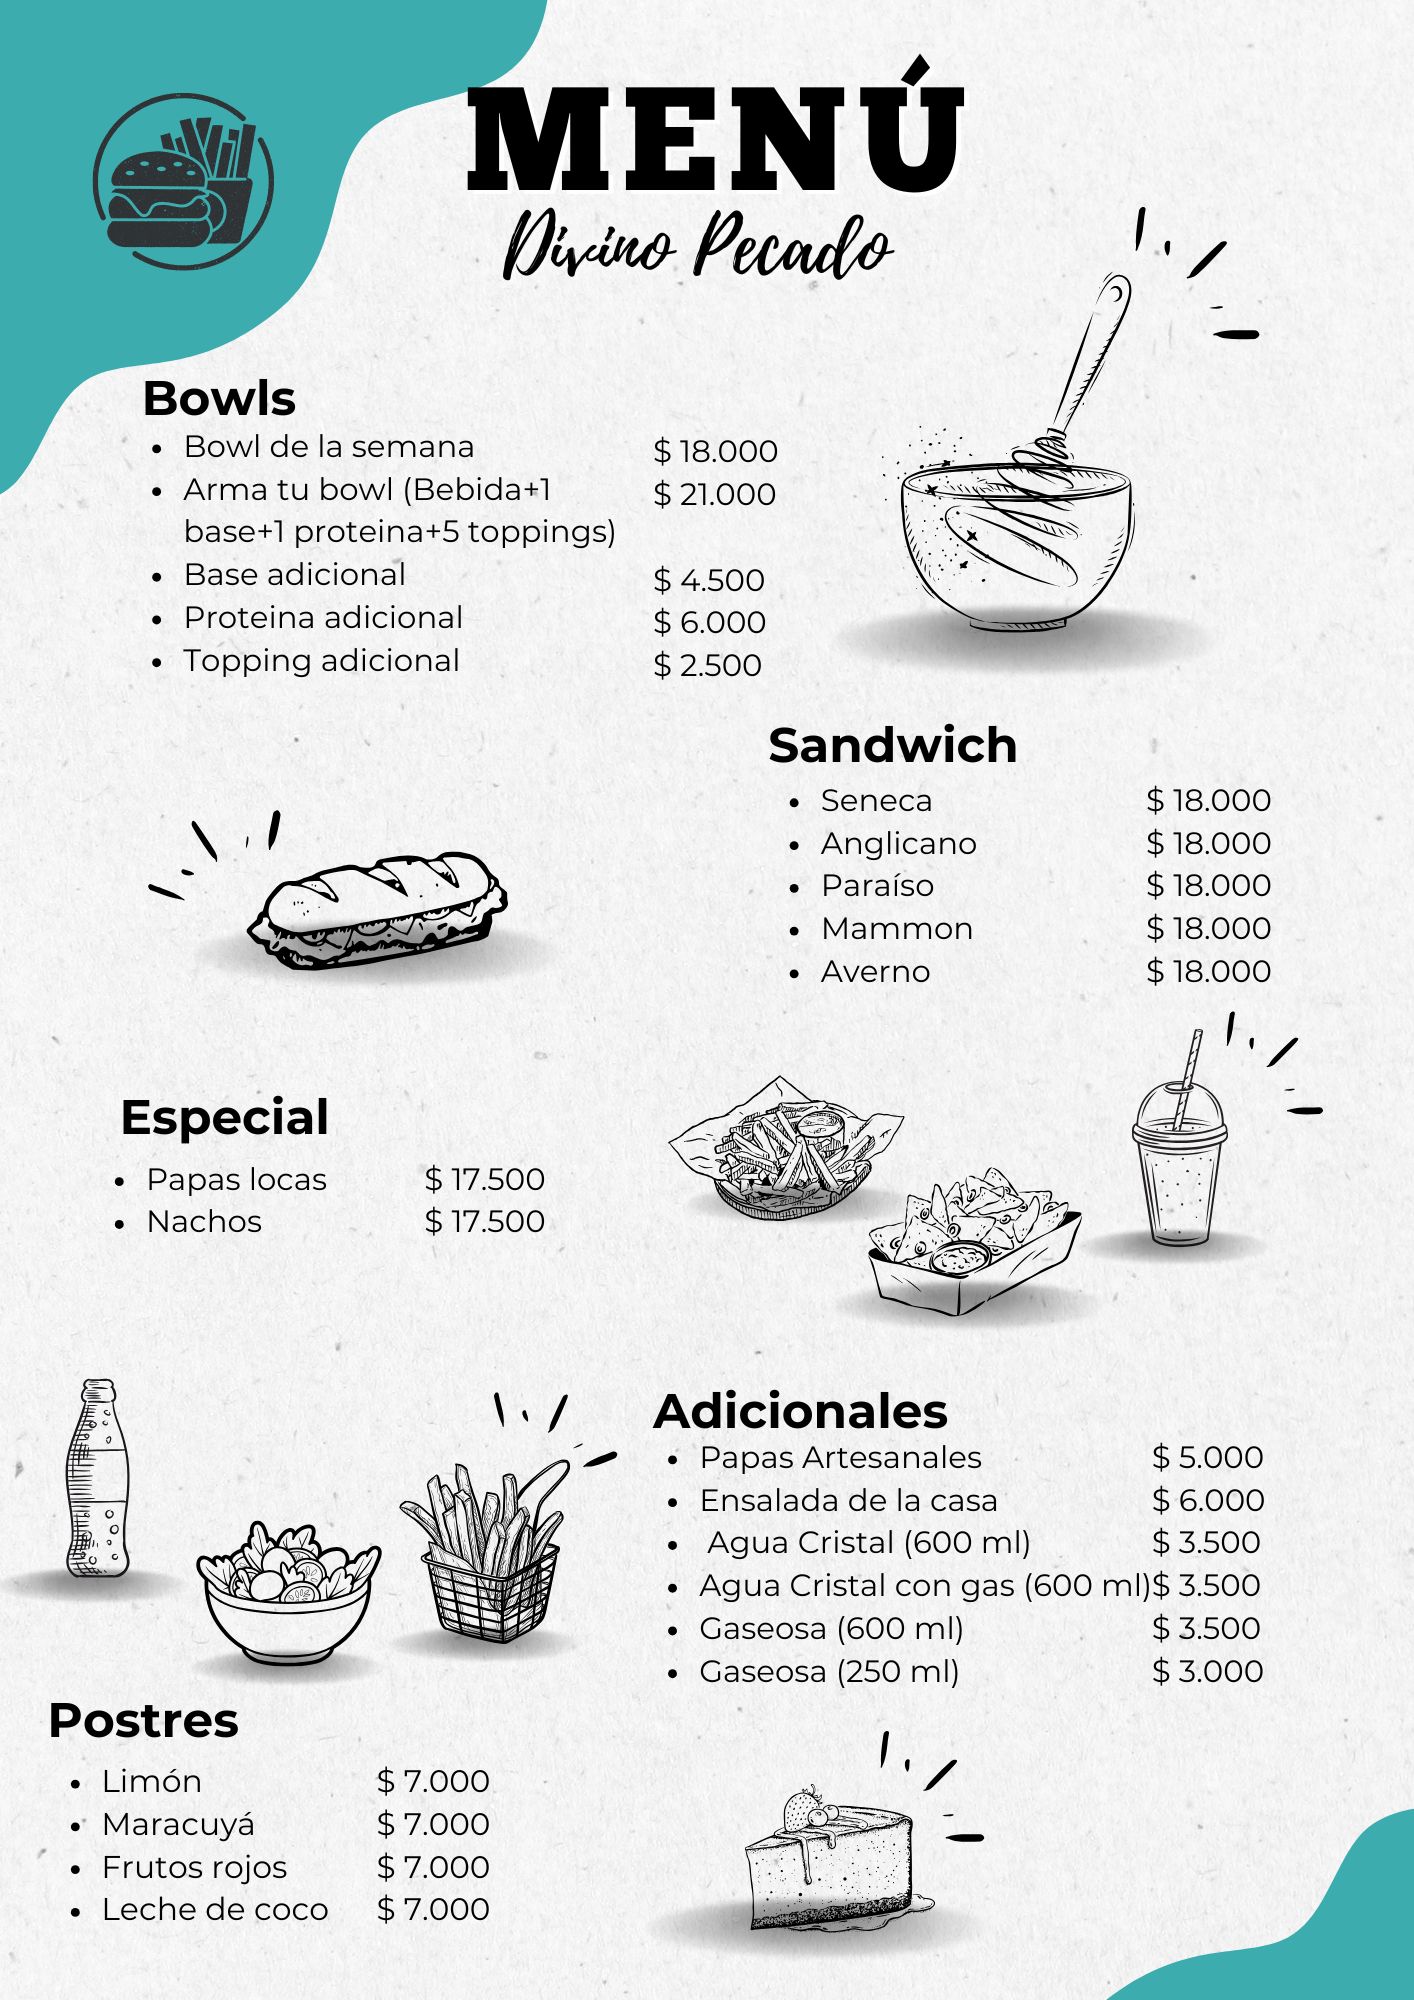 MENÚ
Divino Pecado
Bowls
• Bowl de la semana $ 18.000
• Arma tu bowl (Bebida+1 $ 21.000
base+1 proteina+5 toppings)
• Base adicional $ 4.500
• Proteina adicional $ 6.000
• Topping adicional $ 2.500
Sandwich
• Seneca $ 18.000
• Anglicano $ 18.000
• Paraíso $ 18.000
• Mammon $ 18.000
• Averno $ 18.000
Especial
• Papas locas $ 17.500
• Nachos $ 17.500
Adicionales
• Papas Artesanales $ 5.000
• Ensalada de la casa $ 6.000
• Agua Cristal (600 ml) $ 3.500
• Agua Cristal con gas (600 ml)$ 3.500
• Gaseosa (600 ml) $ 3.500
• Gaseosa (250 ml) $ 3.000
Postres
• Limón $ 7.000
• Maracuyá $ 7.000
• Frutos rojos $ 7.000
• Leche de coco $ 7.000